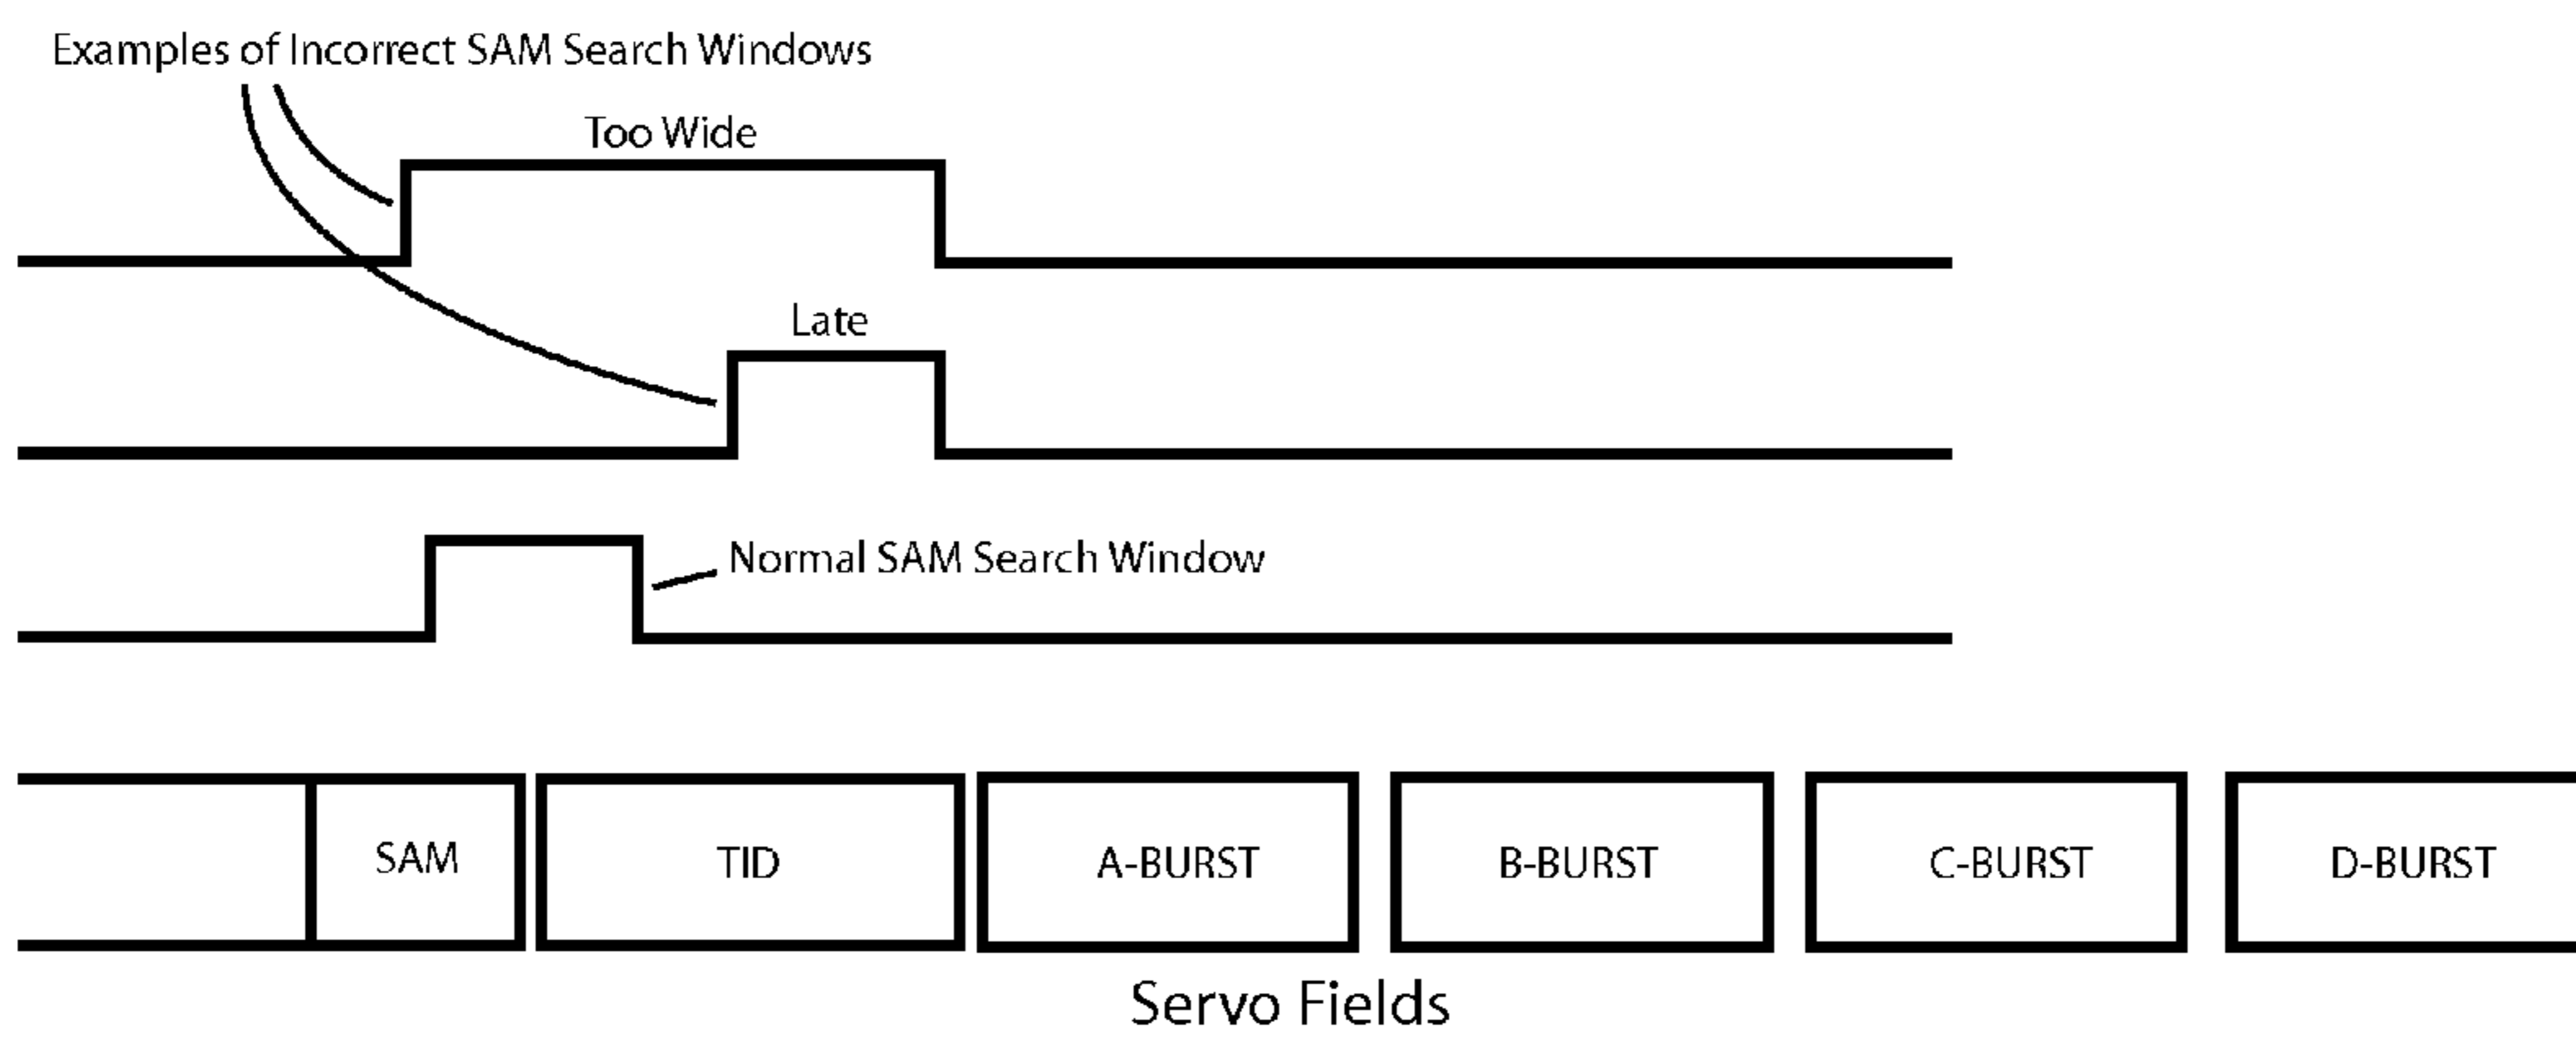 Examples of Incorrect SAM Search Windows
Too Wide
Late
Normal SAM Search Window
SAM
TID
A-BURST
B-BURST
C-BURST
D-BURST
Servo Fields